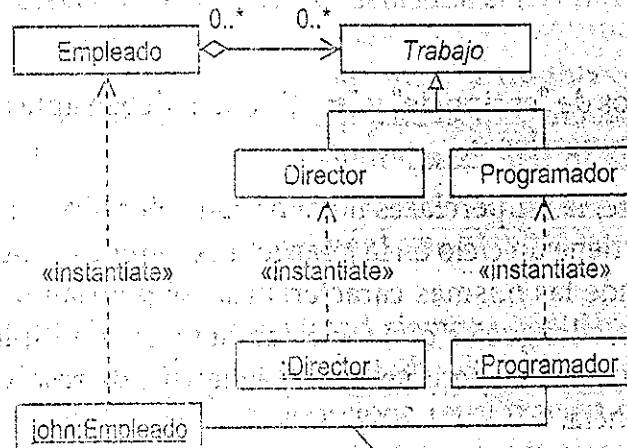 0..* 0..*
Empleado Trabajo
Director Programador
«instantiate» «instantiate» «instantiate»
:Director :Programador
john:Empleado